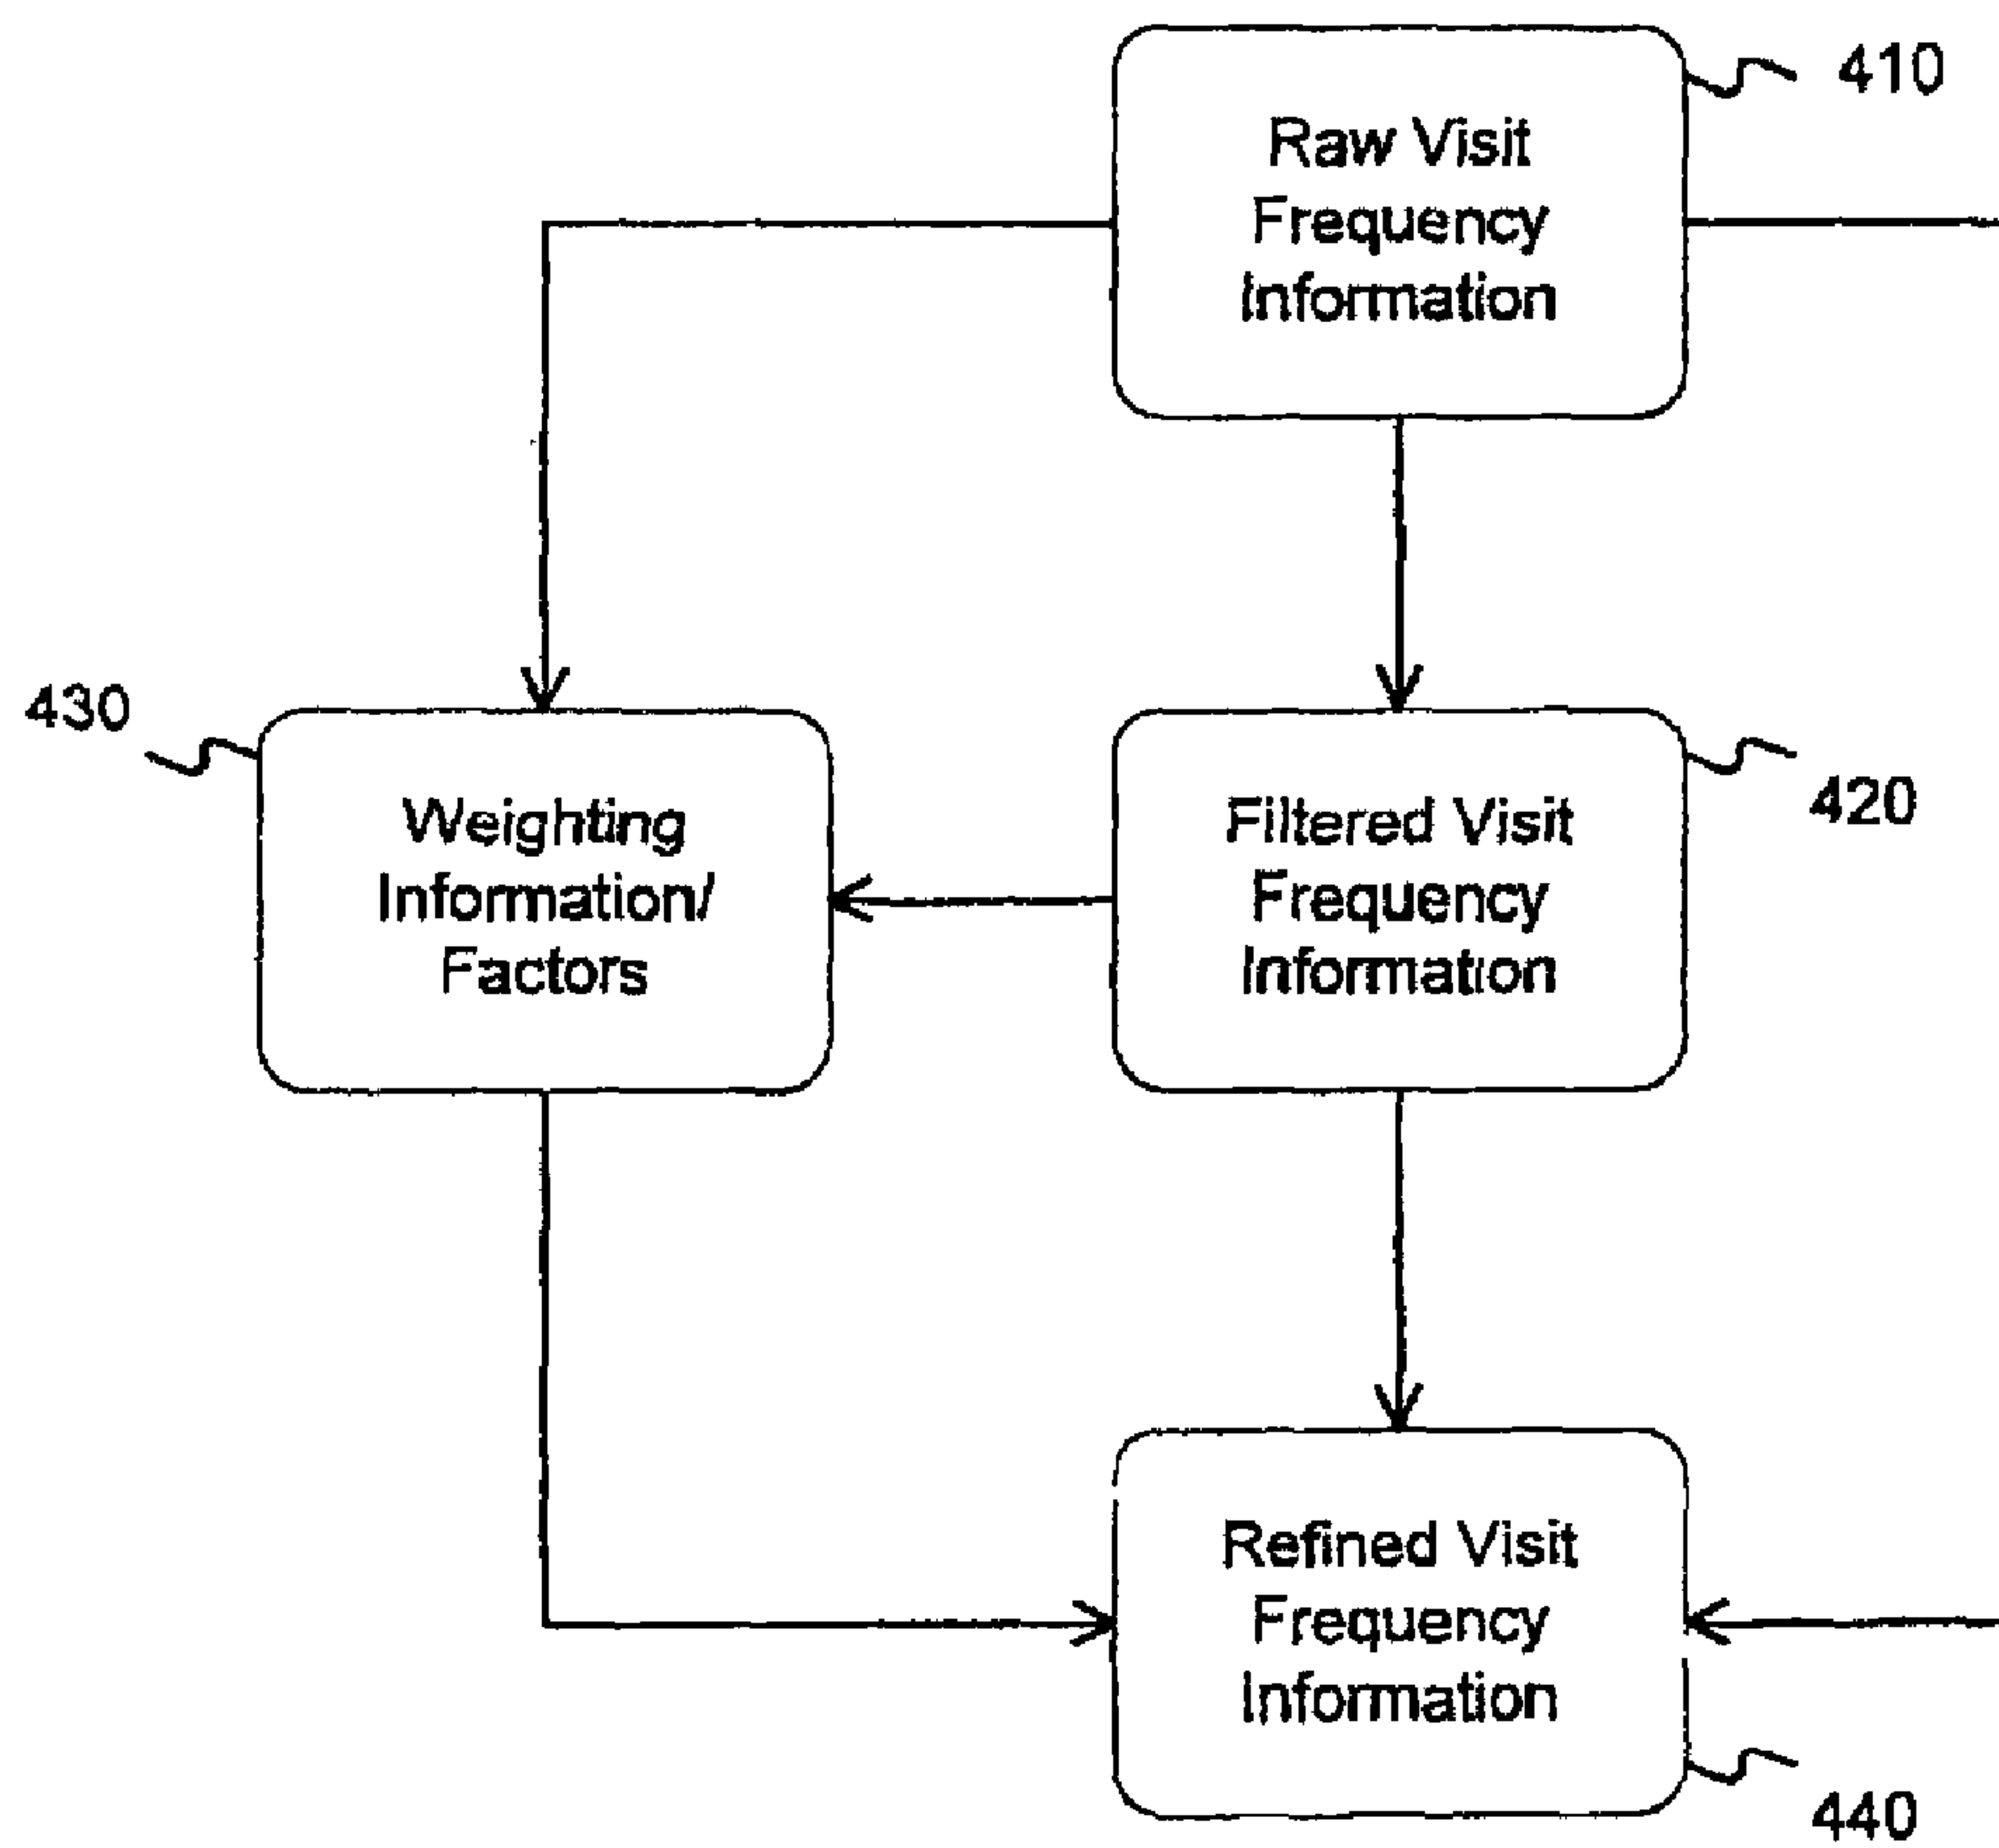 410
Raw Visit
Frequency
Information
430
Weighting
Information/
Factors
Filtered Visit
Frequency
Information
420
Refined Visit
Frequency
Information
440